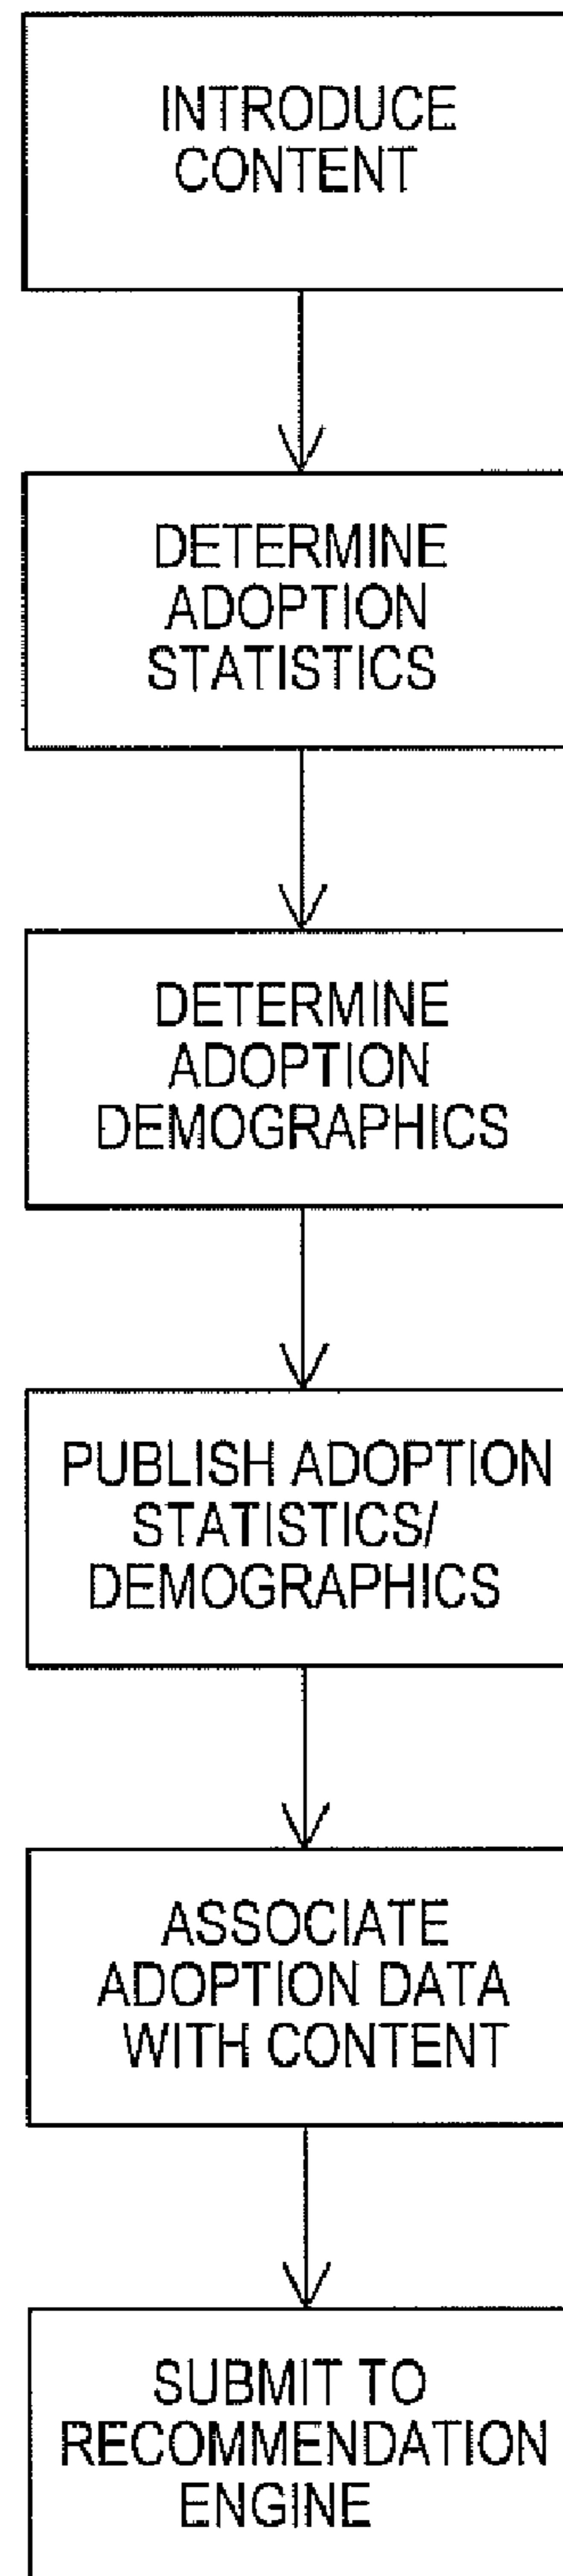 INTRODUCE
CONTENT
DETERMINE
ADOPTION
STATISTICS
DETERMINE
ADOPTION
DEMOGRAPHICS
PUBLISH ADOPTION
STATISTICS/
DEMOGRAPHICS
ASSOCIATE
ADOPTION DATA
WITH CONTENT
SUBMIT TO
RECOMMENDATION
ENGINE